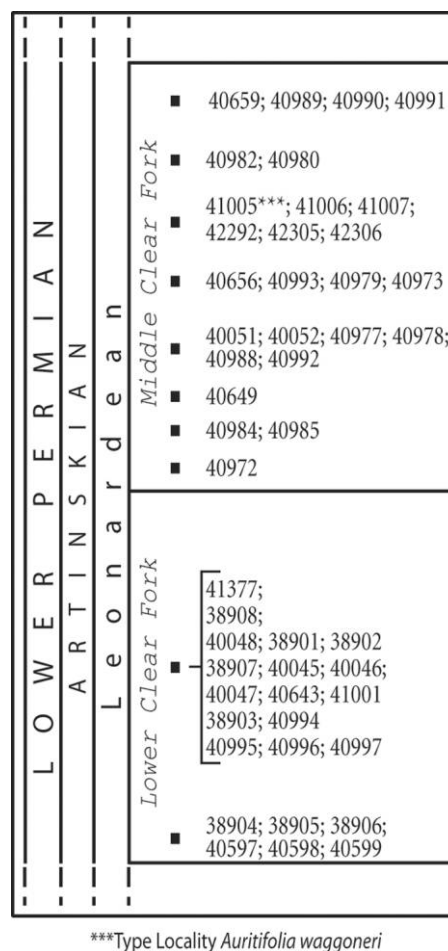 LOWER PERMIAN
ARTINSKIAN
Leonardean
Middle Clear Fork
40659; 40989; 40990; 40991
40982; 40980
41005***; 41006; 41007;
42292; 42305; 42306
40656; 40993; 40979; 40973
40051; 40052; 40977; 40978;
40988; 40992
40649
40984; 40985
40972
Lower Clear Fork
41377;
38908;
40048; 38901; 38902
38907; 40045; 40046;
40047; 40643; 41001
38903; 40994
40995; 40996; 40997
38904; 38905; 38906;
40597; 40598; 40599
***Type Locality Auritifolia waggoneri